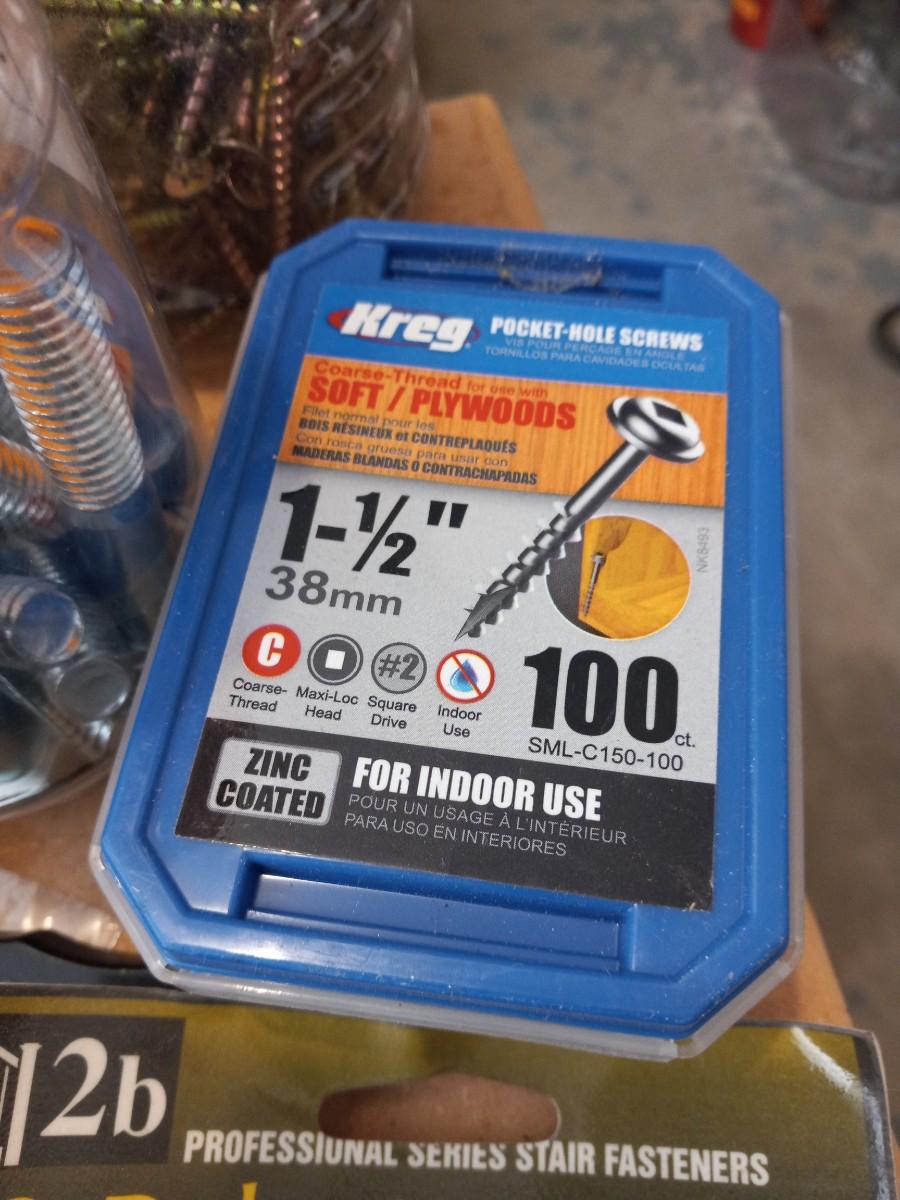 Kreg
POCKET-HOLE SCREWS
VIS POUR PERÇAGE EN ANGLE
TORNILLOS PARA CAVIDADES OCULTAS
Coarse-Thread for use with
SOFT / PLYWOODS
Filet normal pour les
BOIS RÉSINEUX et CONTREPLAQUÉS
Con rosca gruesa para usar con
MADERAS BLANDAS O CONTRACHAPADAS
1-½"
38mm
NK8493
C
Coarse-
Thread
Maxi-Loc
Head
#2
Square
Drive
Indoor
Use
100 ct.
SML-C150-100
ZINC
COATED
FOR INDOOR USE
POUR UN USAGE À L'INTÉRIEUR
PARA USO EN INTERIORES
2b
PROFESSIONAL SERIES STAIR FASTENERS